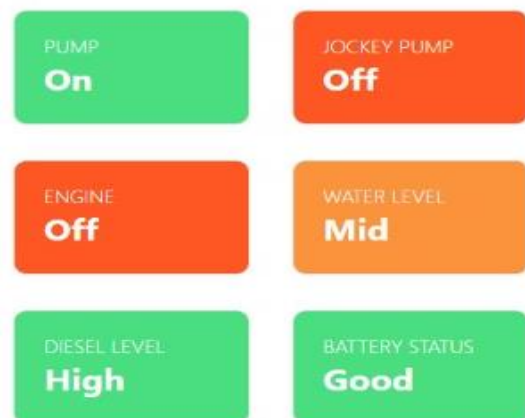 PUMP
On
JOCKEY PUMP
Off
ENGINE
Off
WATER LEVEL
Mid
DIESEL LEVEL
High
BATTERY STATUS
Good